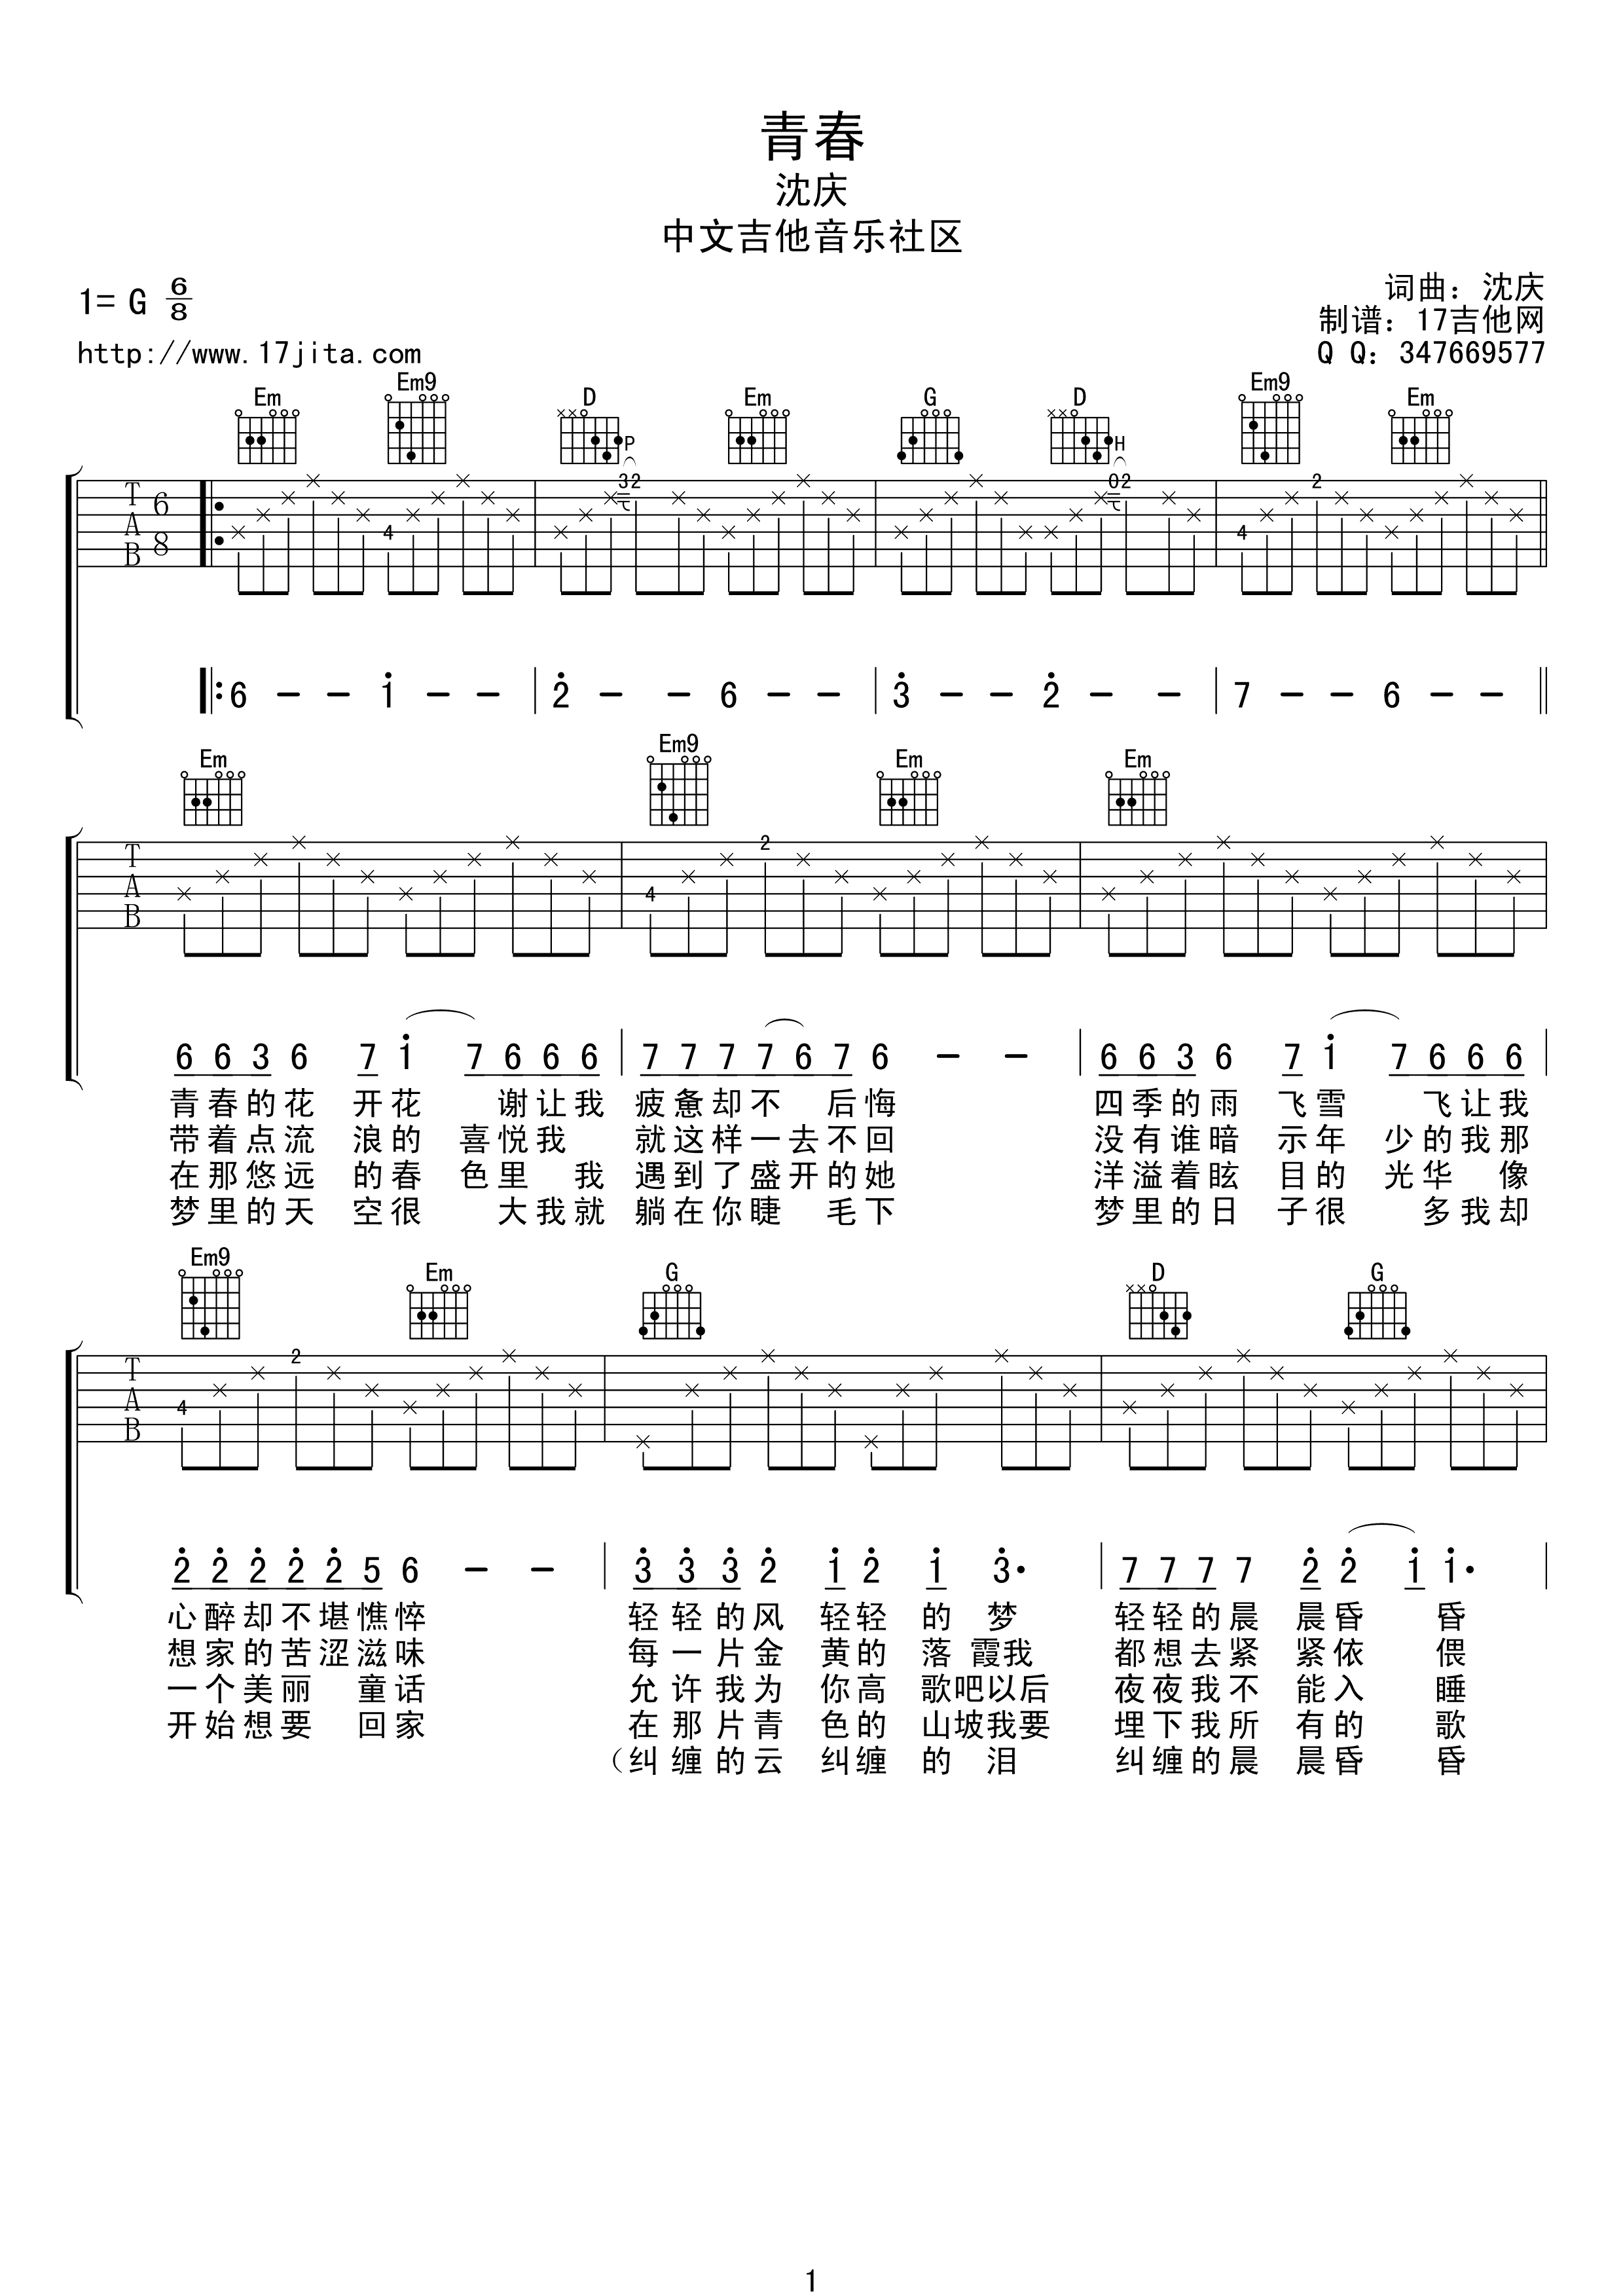 青春
沈庆
中文吉他音乐社区
1= G 6/8
词曲：沈庆
制谱：17吉他网
http://www.17jita.com
Q Q：347669577
Em Em9 D Em G D Em9 Em
P H
T A B 6 8 4 32 02 4 2
6 - - 1 - - 2 - - 6 - - 3 - - 2 - - 7 - - 6 - -
Em Em9 Em Em
T A B 4 2
6 6 3 6 7 1 7 6 6 6 7 7 7 7 6 7 6 - - 6 6 3 6 7 1 7 6 6 6
青春的花 开花 谢让我 疲惫却不 后悔 四季的雨 飞雪 飞让我
带着点流 浪的 喜悦我 就这样一去不回 没有谁暗 示年 少的我那
在那悠远 的春 色里 我 遇到了盛开的她 洋溢着眩 目的 光华 像
梦里的天 空很 大我就 躺在你睫 毛下 梦里的日 子很 多我却
Em9 Em G D G
T A B 4 2
2 2 2 2 2 5 6 - - 3 3 3 2 1 2 1 3· 7 7 7 7 2 2 1 1·
心醉却不堪憔悴 轻轻的风 轻轻 的 梦 轻轻的晨 晨昏 昏
想家的苦涩滋味 每一片金 黄的 落 霞我 都想去紧 紧依 偎
一个美丽 童话 允许我为 你高 歌吧以后 夜夜我不 能入 睡
开始想要 回家 在那片青 色的 山坡我要 埋下我所 有的 歌
（纠缠的云 纠缠 的 泪 纠缠的晨 晨昏 昏
1